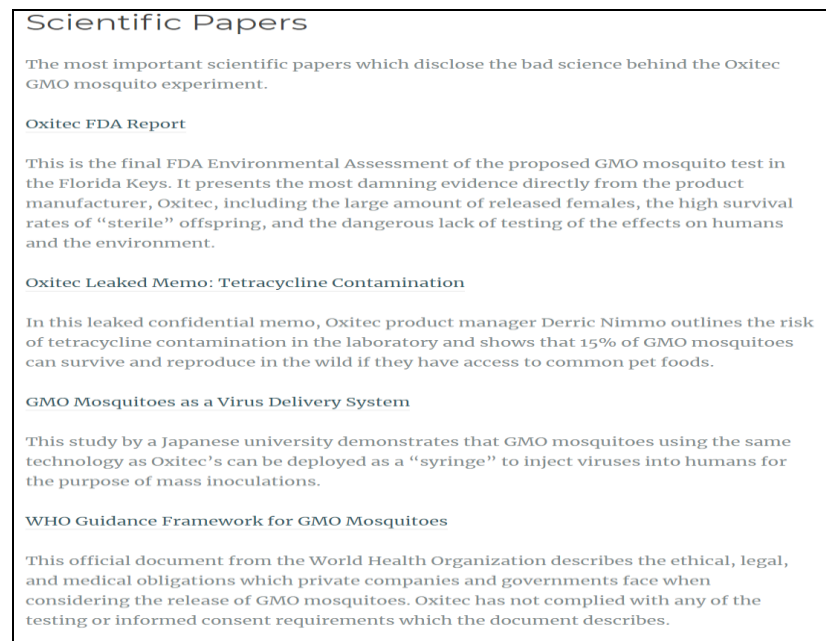 Scientific Papers
The most important scientific papers which disclose the bad science behind the Oxitec
GMO mosquito experiment.
Oxitec FDA Report
This is the final FDA Environmental Assessment of the proposed GMO mosquito test in
the Florida Keys. It presents the most damning evidence directly from the product
manufacturer, Oxitec, including the large amount of released females, the high survival
rates of “sterile” offspring, and the dangerous lack of testing of the effects on humans
and the environment.
Oxitec Leaked Memo: Tetracycline Contamination
In this leaked confidential memo, Oxitec product manager Derric Nimmo outlines the risk
of tetracycline contamination in the laboratory and shows that 15% of GMO mosquitoes
can survive and reproduce in the wild if they have access to common pet foods.
GMO Mosquitoes as a Virus Delivery System
This study by a Japanese university demonstrates that GMO mosquitoes using the same
technology as Oxitec’s can be deployed as a “syringe” to inject viruses into humans for
the purpose of mass inoculations.
WHO Guidance Framework for GMO Mosquitoes
This official document from the World Health Organization describes the ethical, legal,
and medical obligations which private companies and governments face when
considering the release of GMO mosquitoes. Oxitec has not complied with any of the
testing or informed consent requirements which the document describes.